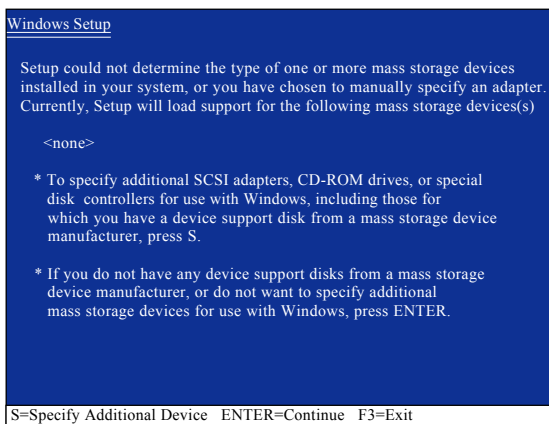 Windows Setup
Setup could not determine the type of one or more mass storage devices
installed in your system, or you have chosen to manually specify an adapter.
Currently, Setup will load support for the following mass storage devices(s)
<none>
* To specify additional SCSI adapters, CD-ROM drives, or special
disk controllers for use with Windows, including those for
which you have a device support disk from a mass storage device
manufacturer, press S.
* If you do not have any device support disks from a mass storage
device manufacturer, or do not want to specify additional
mass storage devices for use with Windows, press ENTER.
S=Specify Additional Device ENTER=Continue F3=Exit